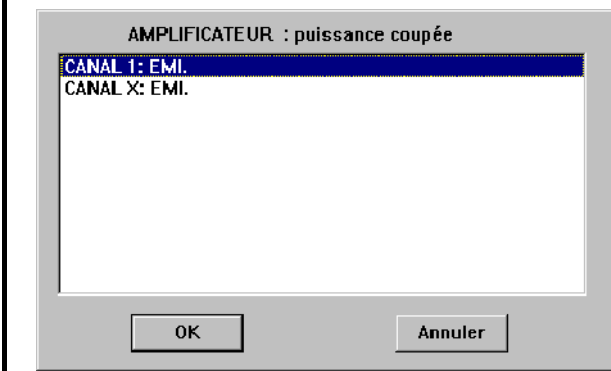 AMPLIFICATEUR : puissance coupée
CANAL 1: EMI.
CANAL X: EMI.
OK
Annuler